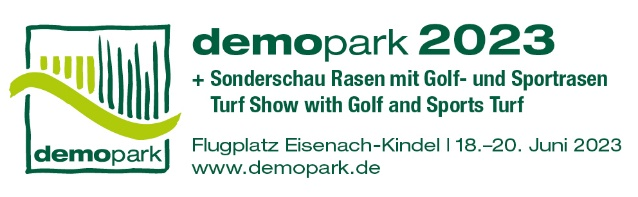 demopark
demopark 2023
+ Sonderschau Rasen mit Golf- und Sportrasen
Turf Show with Golf and Sports Turf
Flugplatz Eisenach-Kindel | 18.–20. Juni 2023
www.demopark.de